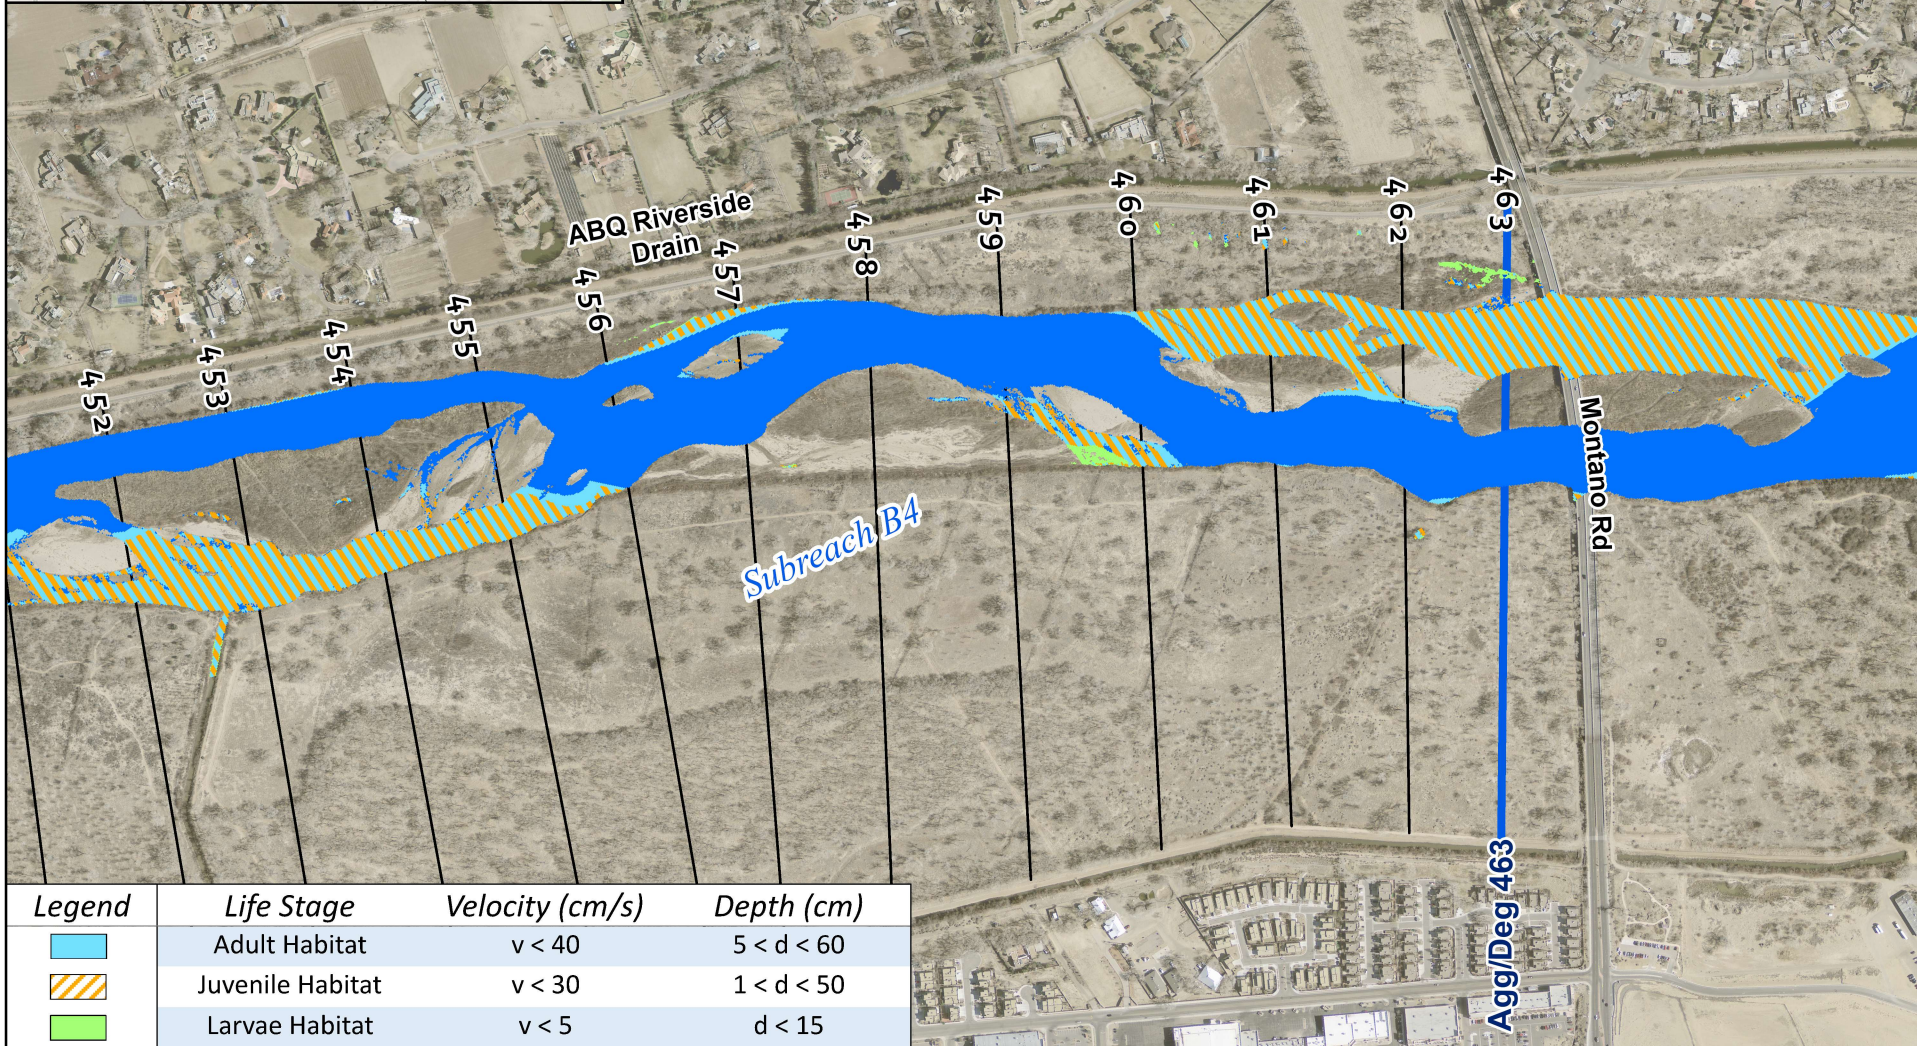 ABQ Riverside
Drain
452
453
454
455
456
457
458
459
460
461
462
463
Montano Rd
Subreach B4
Agg/Deg 463
Legend Life Stage Velocity (cm/s) Depth (cm)
Adult Habitat v < 40 5 < d < 60
Juvenile Habitat v < 30 1 < d < 50
Larvae Habitat v < 5 d < 15